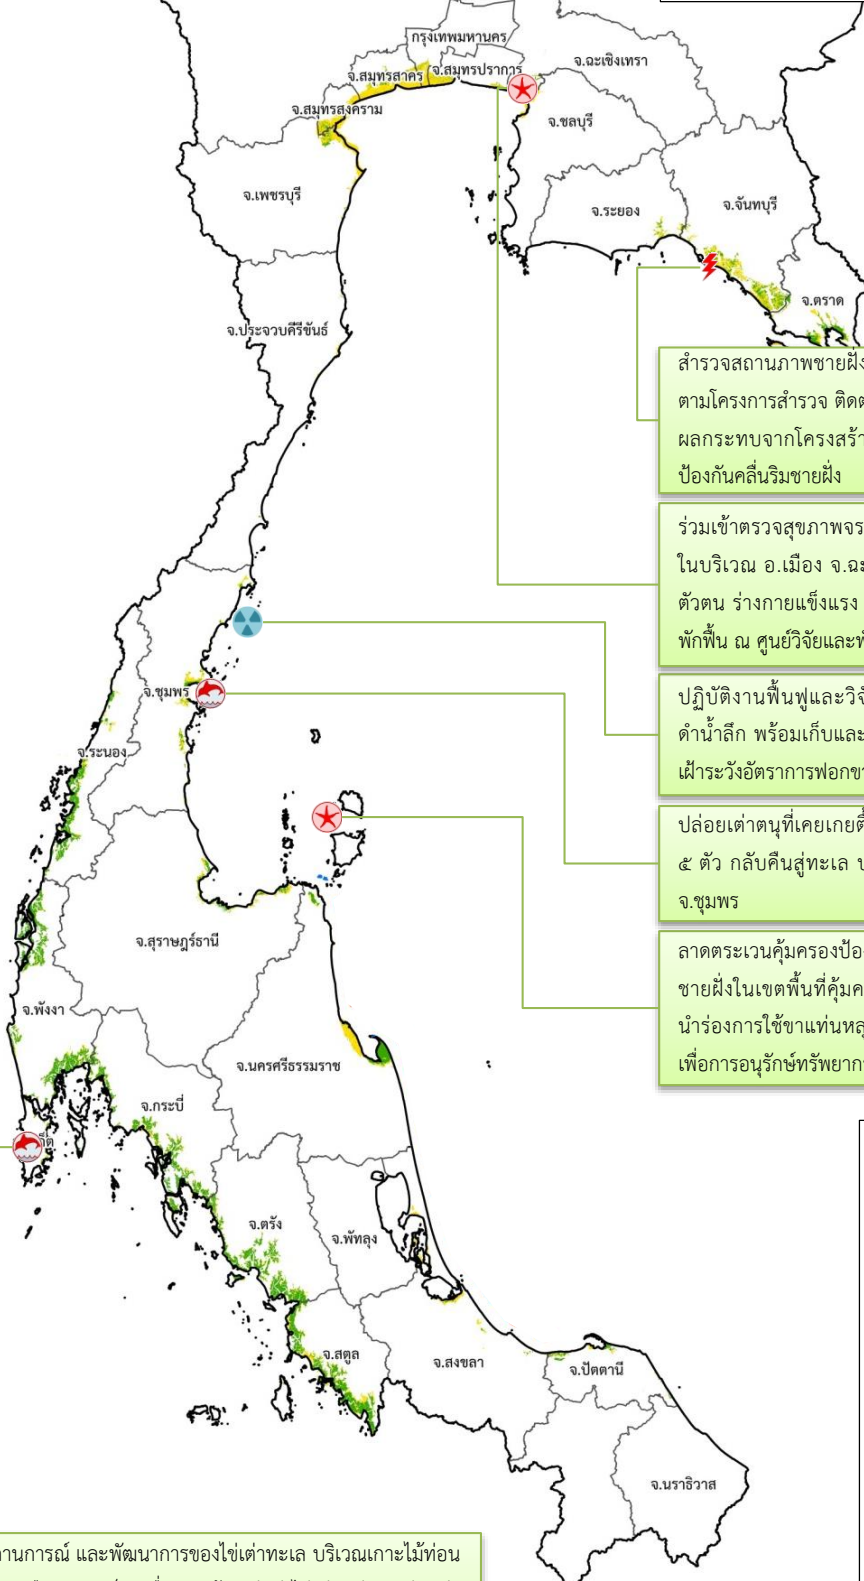 กรุงเทพมหานคร
จ.สมุทรสาคร
จ.สมุทรปราการ
จ.ฉะเชิงเทรา
จ.สมุทรสงคราม
จ.ชลบุรี
จ.เพชรบุรี
จ.ระยอง
จ.จันทบุรี
จ.ตราด
จ.ประจวบคีรีขันธ์
สำรวจสถานภาพชายฝั่ง
ตามโครงการสำรวจ
ผลกระทบจากโครงสร้า
ป้องกันคลื่นริมชายฝั่ง
ร่วมเข้าตรวจสุขภาพจร
ในบริเวณ อ.เมือง จ.ฉะ
ตัวตน ร่างกายแข็งแรง
พักฟื้น ณ ศูนย์วิจัยและพั
ปฏิบัติงานฟื้นฟูและวิจั
ดำน้ำลึก พร้อมเก็บและ
เฝ้าระวังอัตราการฟอกขา
จ.ชุมพร
จ.ระนอง
ปล่อยเต่าตนุที่เคยเกยตื้
๕ ตัว กลับคืนสู่ทะเล
จ.ชุมพร
ลาดตระเวนคุ้มครองป้อง
ชายฝั่งในเขตพื้นที่คุ้มค
นำร่องการใช้ขาแท่นหลุ
เพื่อการอนุรักษ์ทรัพยาก
จ.สุราษฎร์ธานี
จ.พังงา
จ.นครศรีธรรมราช
จ.กระบี่
จ.ตรัง
จ.พัทลุง
จ.สตูล
จ.สงขลา
จ.ปัตตานี
จ.นราธิวาส
านการณ์ และพัฒนาการของไข่เต่าทะเล บริเวณเกาะไม้ท่อน